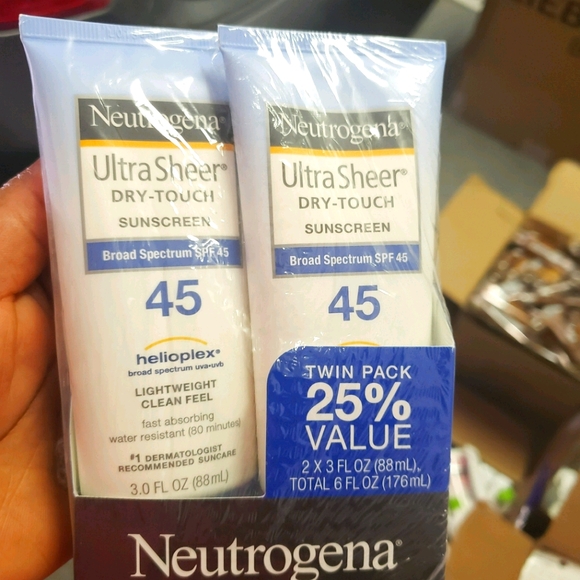 Neutrogena
Ultra Sheer®
DRY-TOUCH
SUNSCREEN
Broad Spectrum SPF 45
45
helioplex®
broad spectrum uva•uvb
LIGHTWEIGHT
CLEAN FEEL
fast absorbing
water resistant (80 minutes)
#1 DERMATOLOGIST
RECOMMENDED SUNCARE
3.0 FL OZ (88mL)
Neutrogena®
Ultra Sheer®
DRY-TOUCH
SUNSCREEN
Broad Spectrum SPF 45
45
TWIN PACK
25%
VALUE
2 X 3 FL OZ (88mL),
TOTAL 6 FL OZ (176mL)
Neutrogena®